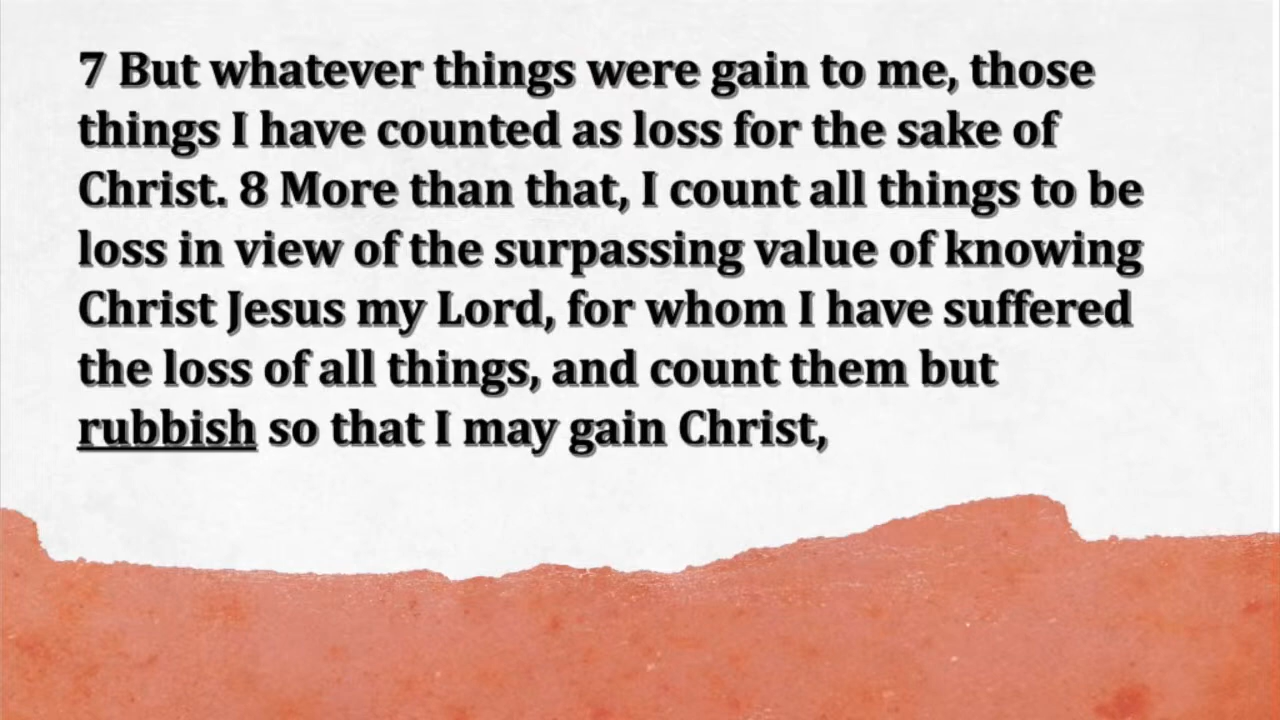 7 But whatever things were gain to me, those
things I have counted as loss for the sake of
Christ. 8 More than that, I count all things to be
loss in view of the surpassing value of knowing
Christ Jesus my Lord, for whom I have suffered
the loss of all things, and count them but
rubbish so that I may gain Christ,